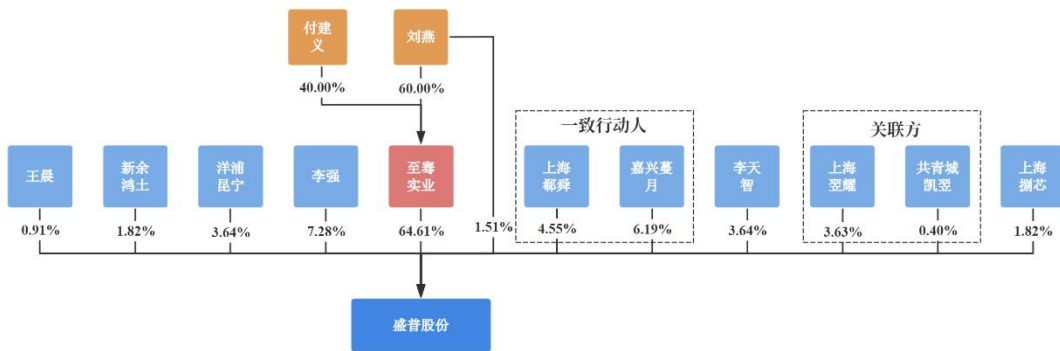 付建
义
刘燕
40.00%
60.00%
一致行动人
关联方
王晨
新余
鸿土
洋浦
昆宁
李强
至骞
实业
上海
郗舜
嘉兴蔓
月
李天
智
上海
翌耀
共青城
凯翌
上海
捌芯
0.91%
1.82%
3.64%
7.28%
64.61%
1.51%
4.55%
6.19%
3.64%
3.63%
0.40%
1.82%
盛普股份